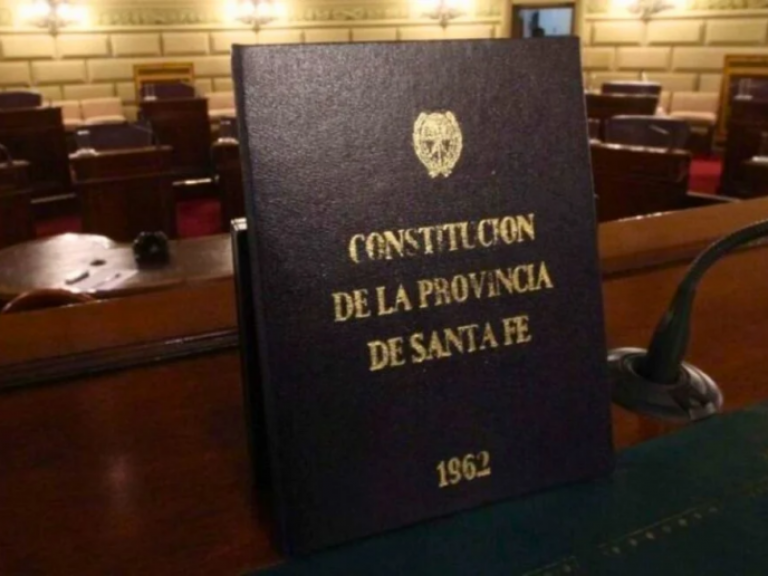 CONSTITUCION
DE LA PROVINCIA
DE SANTA FE
1962